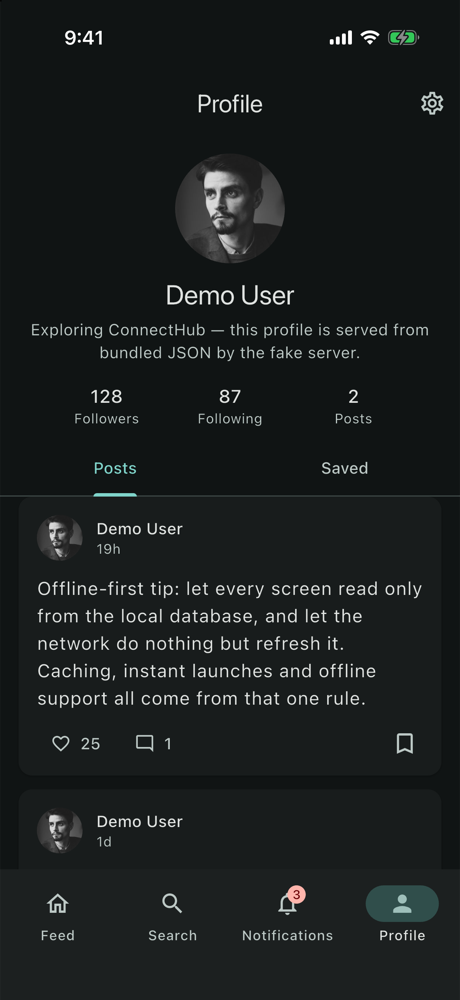 9:41
Profile
Demo User
Exploring ConnectHub — this profile is served from
bundled JSON by the fake server.
128
Followers
87
Following
2
Posts
Posts
Saved
Demo User
19h
Offline-first tip: let every screen read only
from the local database, and let the
network do nothing but refresh it.
Caching, instant launches and offline
support all come from that one rule.
25
1
Demo User
1d
3
Feed
Search
Notifications
Profile